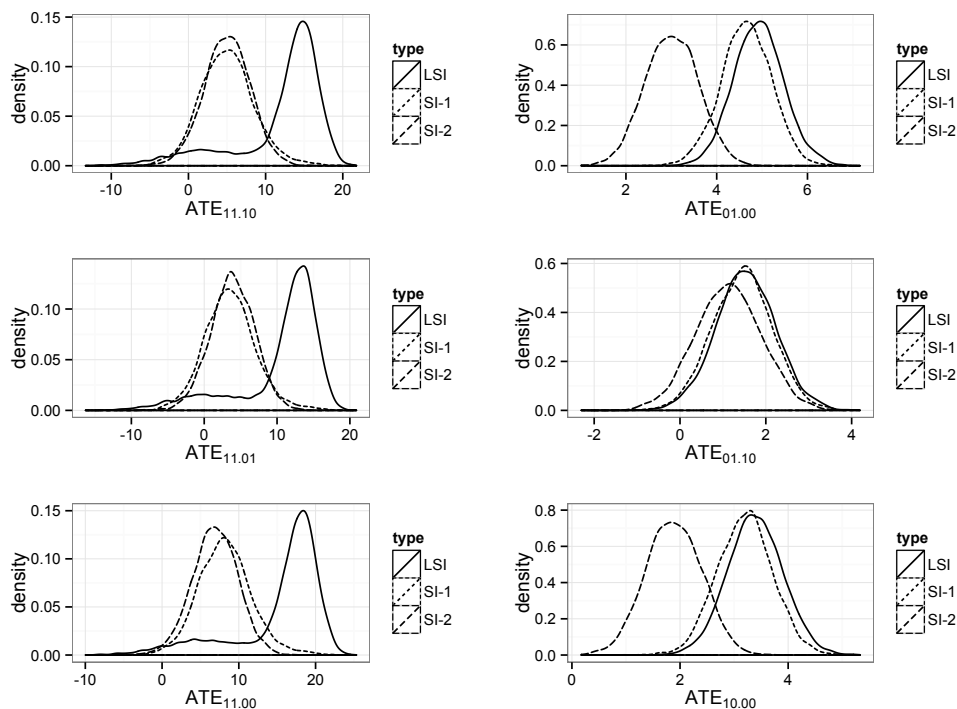 density
0.15
0.10
0.05
0.00
-10 0 10 20
ATE11.10
type
LSI
SI-1
SI-2
density
0.6
0.4
0.2
0.0
2 4 6
ATE01.00
type
LSI
SI-1
SI-2
density
0.10
0.05
0.00
-10 0 10 20
ATE11.01
type
LSI
SI-1
SI-2
density
0.6
0.4
0.2
0.0
-2 0 2 4
ATE01.10
type
LSI
SI-1
SI-2
density
0.15
0.10
0.05
0.00
-10 0 10 20
ATE11.00
type
LSI
SI-1
SI-2
density
0.8
0.6
0.4
0.2
0.0
0 2 4
ATE10.00
type
LSI
SI-1
SI-2